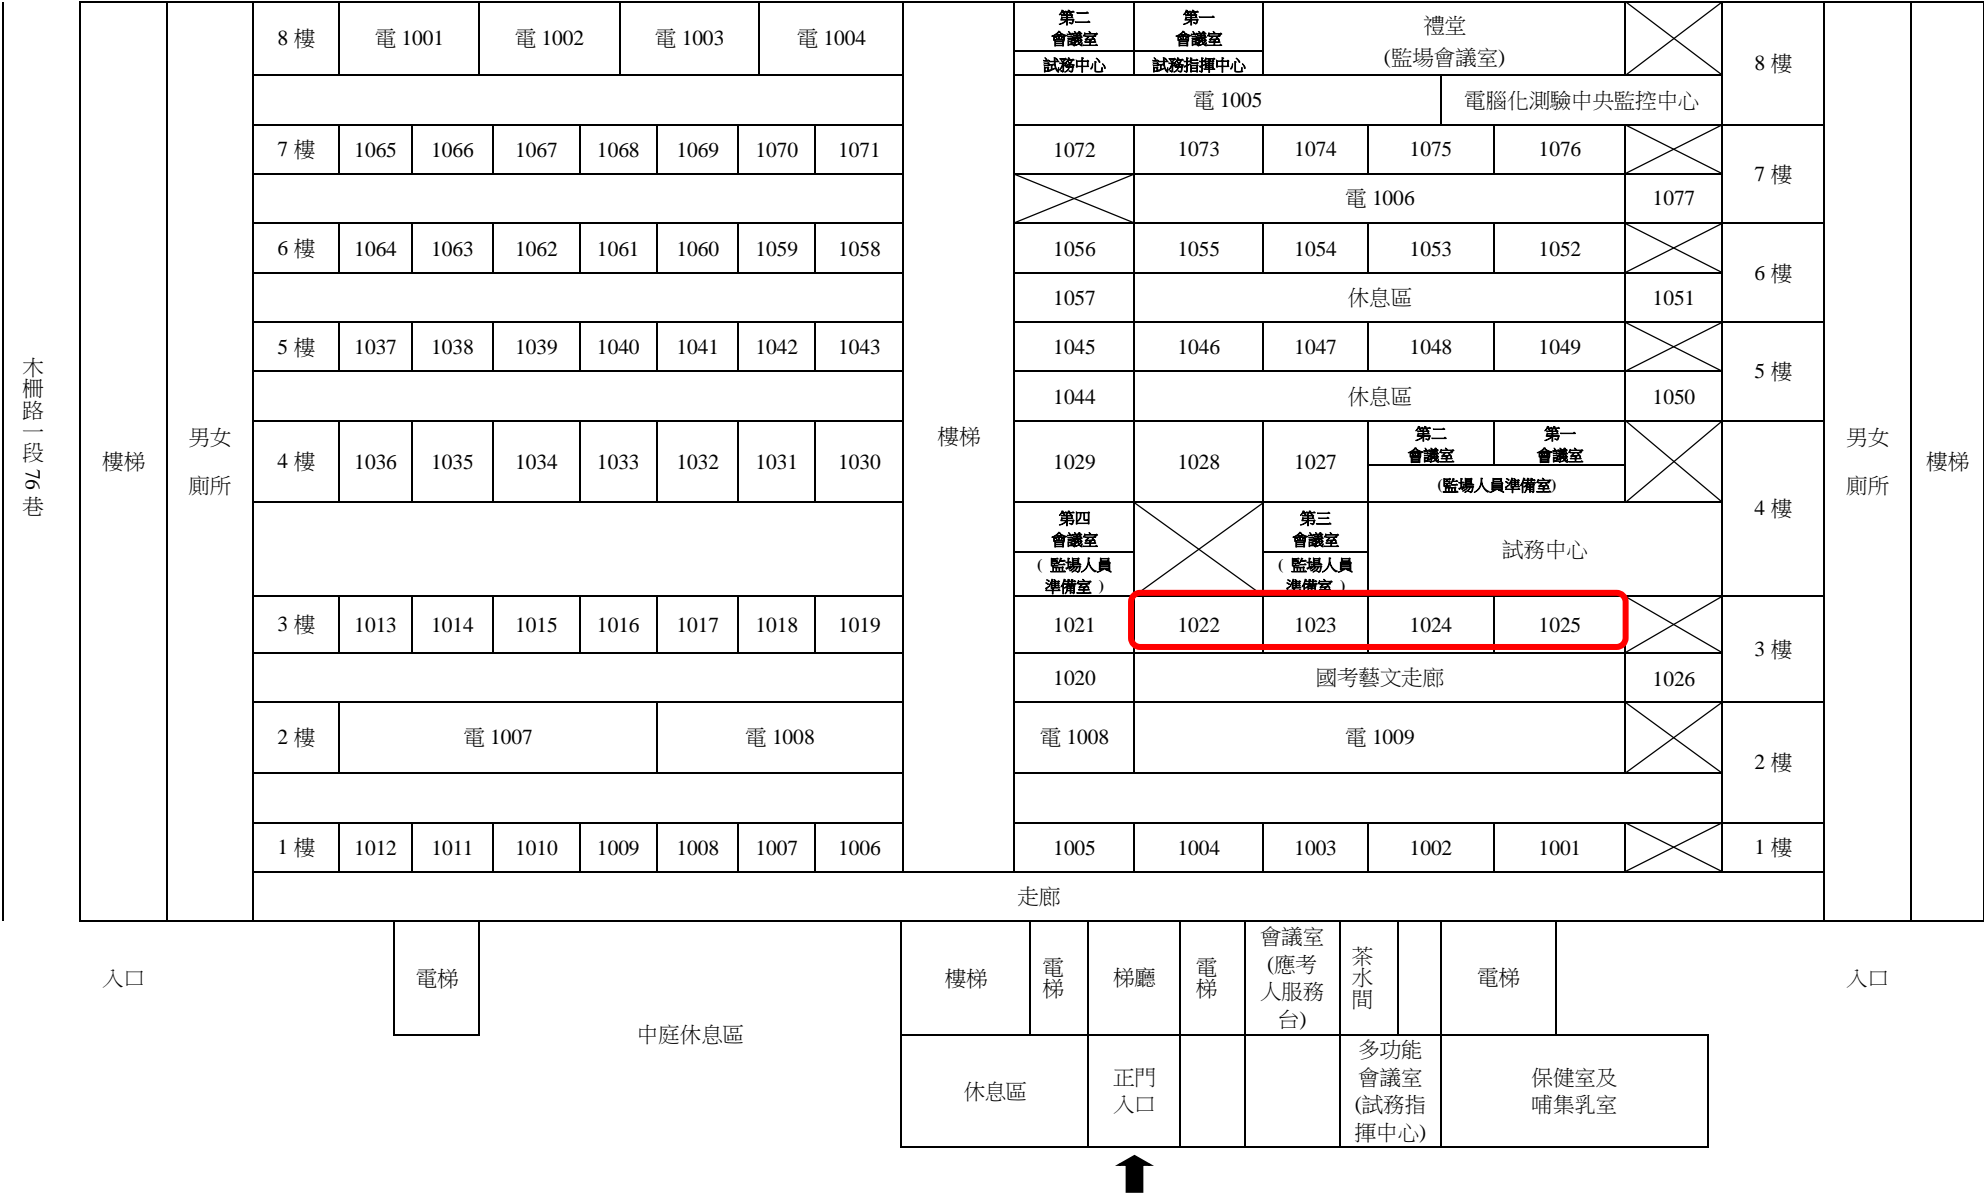 8 樓 電 1001 電 1002 電 1003 電 1004
第二
會議室
試務中心
第一
會議室
試務指揮中心
禮堂
(監場會議室)
8 樓
電 1005 電腦化測驗中央監控中心
7 樓 1065 1066 1067 1068 1069 1070 1071 1072 1073 1074 1075 1076
7 樓
電 1006 1077
6 樓 1064 1063 1062 1061 1060 1059 1058 1056 1055 1054 1053 1052
6 樓
1057 休息區 1051
5 樓 1037 1038 1039 1040 1041 1042 1043 1045 1046 1047 1048 1049
5 樓
1044 休息區 1050
木柵路一段 76 巷
樓梯
男女
廁所
樓梯
男女
廁所
樓梯
4 樓 1036 1035 1034 1033 1032 1031 1030 1029 1028 1027
第二
會議室
第一
會議室
(監場人員準備室)
4 樓
第四
會議室
( 監場人員
準備室 )
第三
會議室
( 監場人員
準備室 )
試務中心
3 樓 1013 1014 1015 1016 1017 1018 1019 1021 1022 1023 1024 1025
3 樓
1020 國考藝文走廊 1026
2 樓 電 1007 電 1008 電 1008 電 1009
2 樓
1 樓 1012 1011 1010 1009 1008 1007 1006 1005 1004 1003 1002 1001 1 樓
走廊
入口
電梯
樓梯
電梯
梯廳
電梯
會議室
(應考
人服務
台)
茶水間
電梯
入口
中庭休息區
休息區
正門
入口
多功能
會議室
(試務指
揮中心)
保健室及
哺集乳室